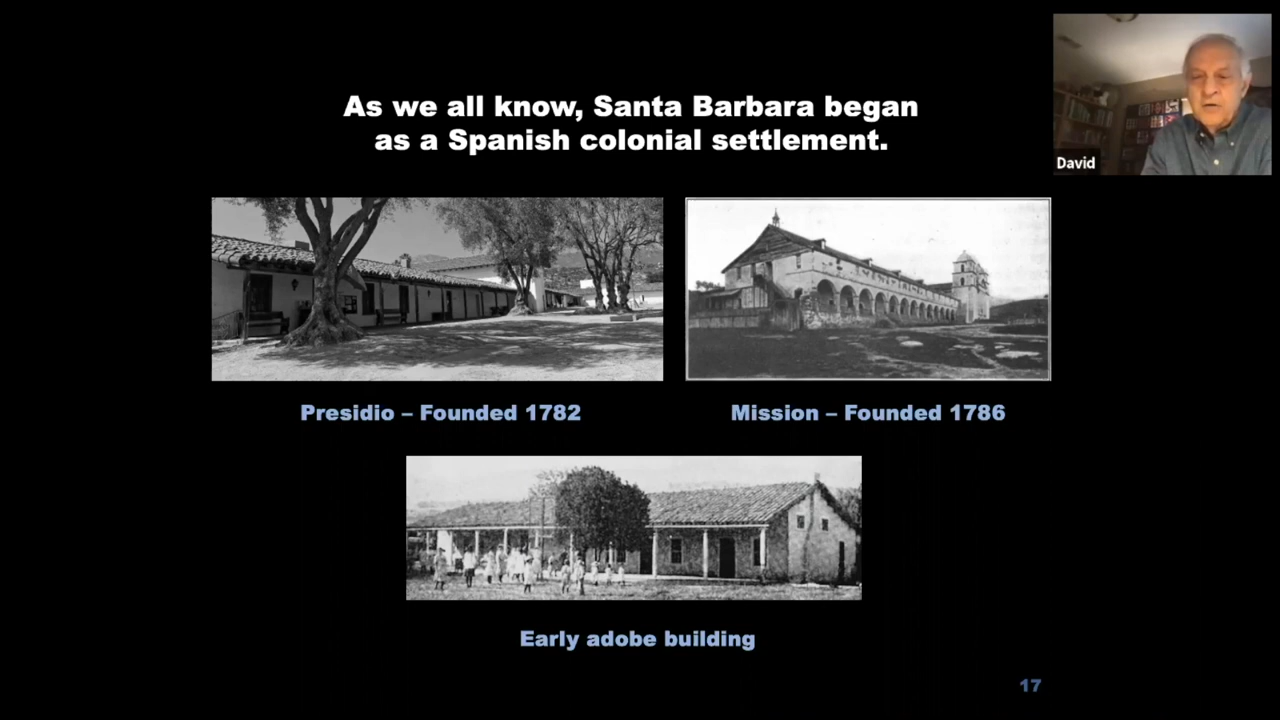 As we all know, Santa Barbara began
as a Spanish colonial settlement.
David
Presidio – Founded 1782
Mission – Founded 1786
Early adobe building
17